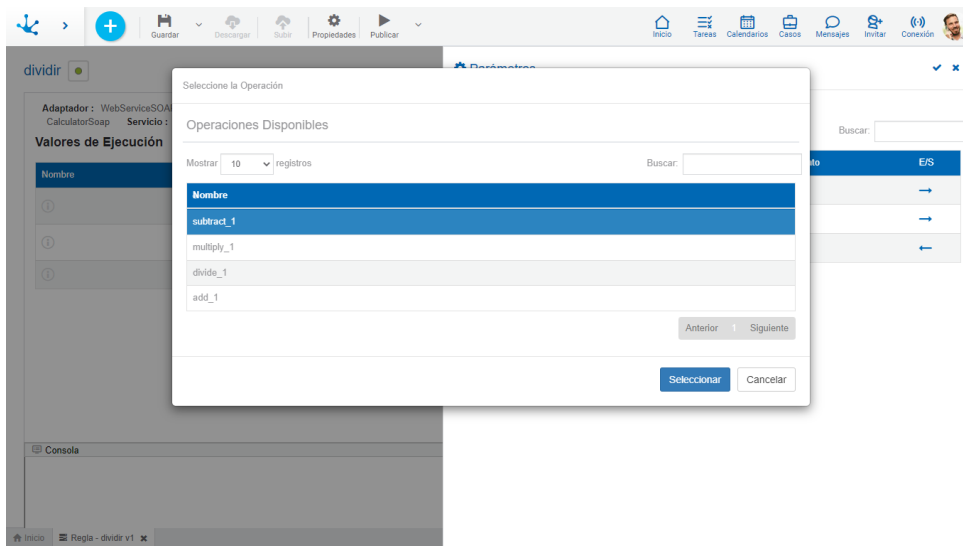 Guardar
Descargar
Subir
Propiedades
Publicar
Inicio
Tareas
Calendarios
Casos
Mensajes
Invitar
Conexión
dividir
Parámetros
Adaptador : WebServiceSOA
CalculatorSoap Servicio :
Valores de Ejecución
Nombre
Buscar:
E/S
Seleccione la Operación
Operaciones Disponibles
Mostrar 10 registros
Buscar:
Nombre
subtract_1
multiply_1
divide_1
add_1
Anterior 1 Siguiente
Seleccionar Cancelar
Consola
Inicio Regla - dividir v1